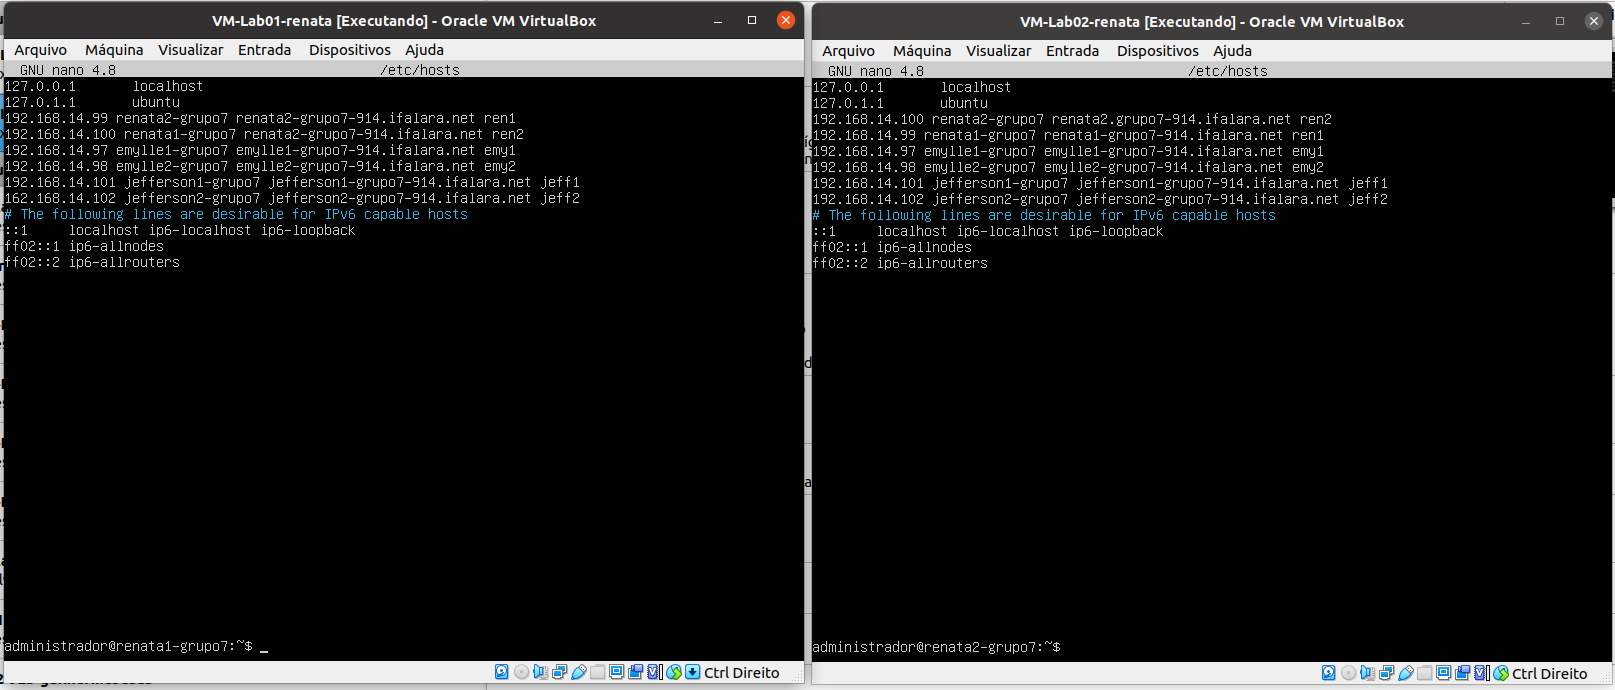 VM-Lab01-renata [Executando] - Oracle VM VirtualBox
Arquivo Máquina Visualizar Entrada Dispositivos Ajuda
GNU nano 4.8 /etc/hosts
127.0.0.1 localhost
127.0.1.1 ubuntu
192.168.14.99 renata2-grupo7 renata2-grupo7-914.ifalara.net ren1
192.168.14.100 renata1-grupo7 renata2-grupo7-914.ifalara.net ren2
192.168.14.97 emylle1-grupo7 emylle1-grupo7-914.ifalara.net emy1
192.168.14.98 emylle2-grupo7 emylle2-grupo7-914.ifalara.net emy2
192.168.14.101 jefferson1-grupo7 jefferson1-grupo7-914.ifalara.net jeff1
162.168.14.102 jefferson2-grupo7 jefferson2-grupo7-914.ifalara.net jeff2
# The following lines are desirable for IPv6 capable hosts
::1 localhost ip6-localhost ip6-loopback
ff02::1 ip6-allnodes
ff02::2 ip6-allrouters
administrador@renata1-grupo7:~$ _
Ctrl Direito
VM-Lab02-renata [Executando] - Oracle VM VirtualBox
Arquivo Máquina Visualizar Entrada Dispositivos Ajuda
GNU nano 4.8 /etc/hosts
127.0.0.1 localhost
127.0.1.1 ubuntu
192.168.14.100 renata2-grupo7 renata2.grupo7-914.ifalara.net ren2
192.168.14.99 renata1-grupo7 renata1-grupo7-914.ifalara.net ren1
192.168.14.97 emylle1-grupo7 emylle1-grupo7-914.ifalara.net emy1
192.168.14.98 emylle2-grupo7 emylle2-grupo7-914.ifalara.net emy2
192.168.14.101 jefferson1-grupo7 jefferson1-grupo7-914.ifalara.net jeff1
192.168.14.102 jefferson2-grupo7 jefferson2-grupo7-914.ifalara.net jeff2
# The following lines are desirable for IPv6 capable hosts
::1 localhost ip6-localhost ip6-loopback
ff02::1 ip6-allnodes
ff02::2 ip6-allrouters
administrador@renata2-grupo7:~$
Ctrl Direito